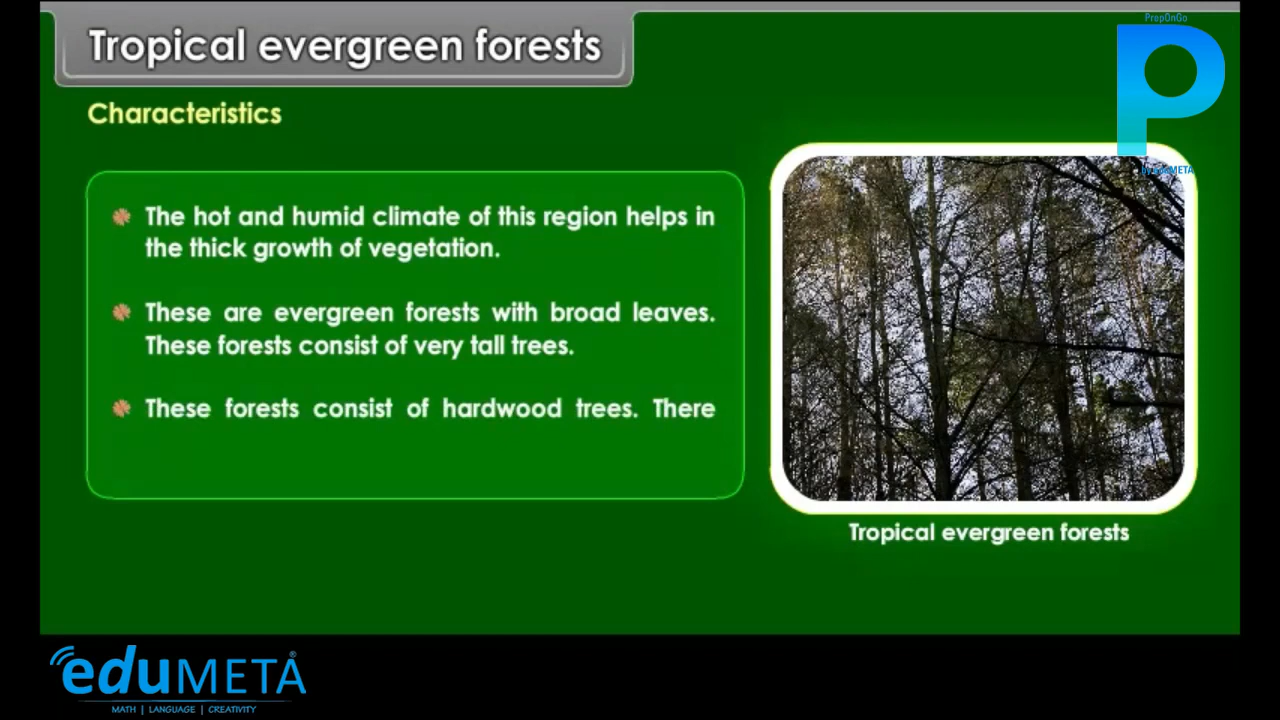 Tropical evergreen forests
PropOnGo
P
Characteristics
The hot and humid climate of this region helps in
the thick growth of vegetation.
These are evergreen forests with broad leaves.
These forests consist of very tall trees.
These forests consist of hardwood trees. There
Tropical evergreen forests
eduMETA®
MATH | LANGUAGE | CREATIVITY